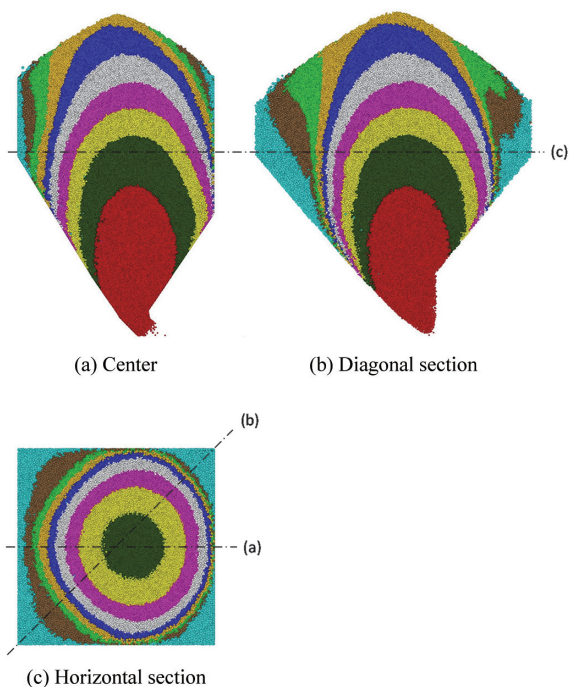 (c)
(a) Center
(b) Diagonal section
(b)
(a)
(c) Horizontal section